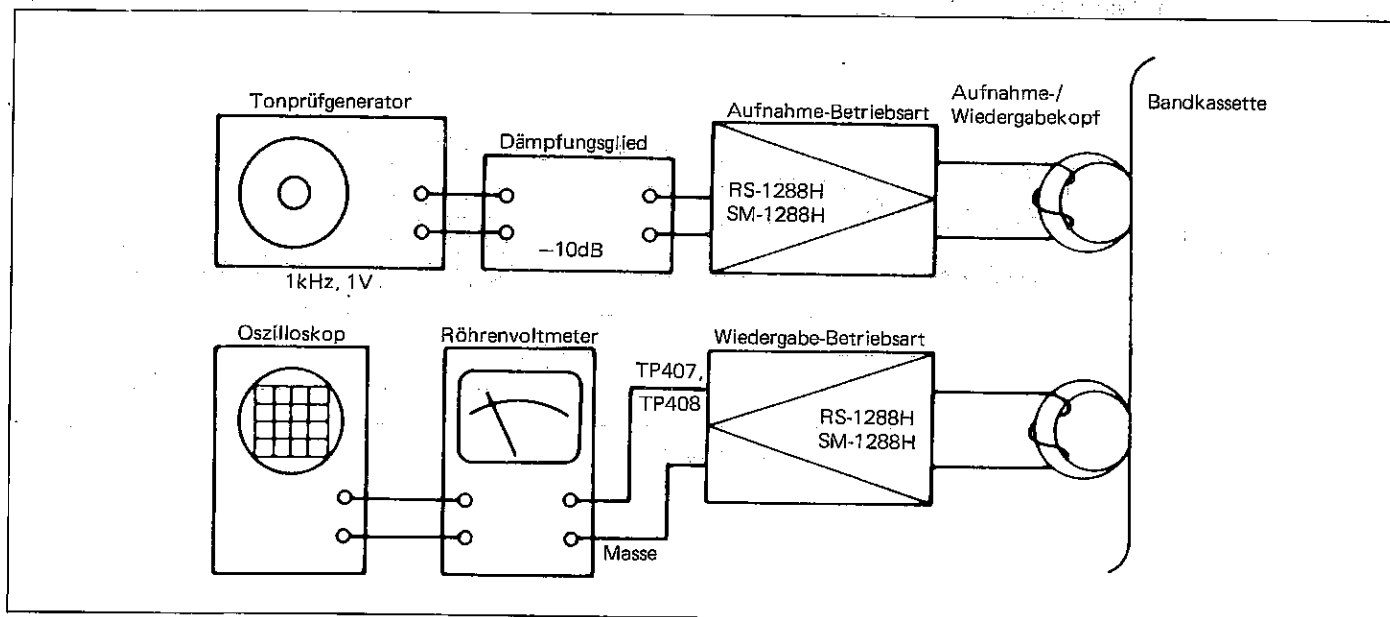 Tonprüfgenerator
1kHz, 1V
Dämpfungsglied
−10dB
Aufnahme-Betriebsart
RS-1288H
SM-1288H
Aufnahme-/
Wiedergabekopf
Bandkassette
Oszilloskop
Röhrenvoltmeter
TP407,
TP408
Masse
Wiedergabe-Betriebsart
RS-1288H
SM-1288H